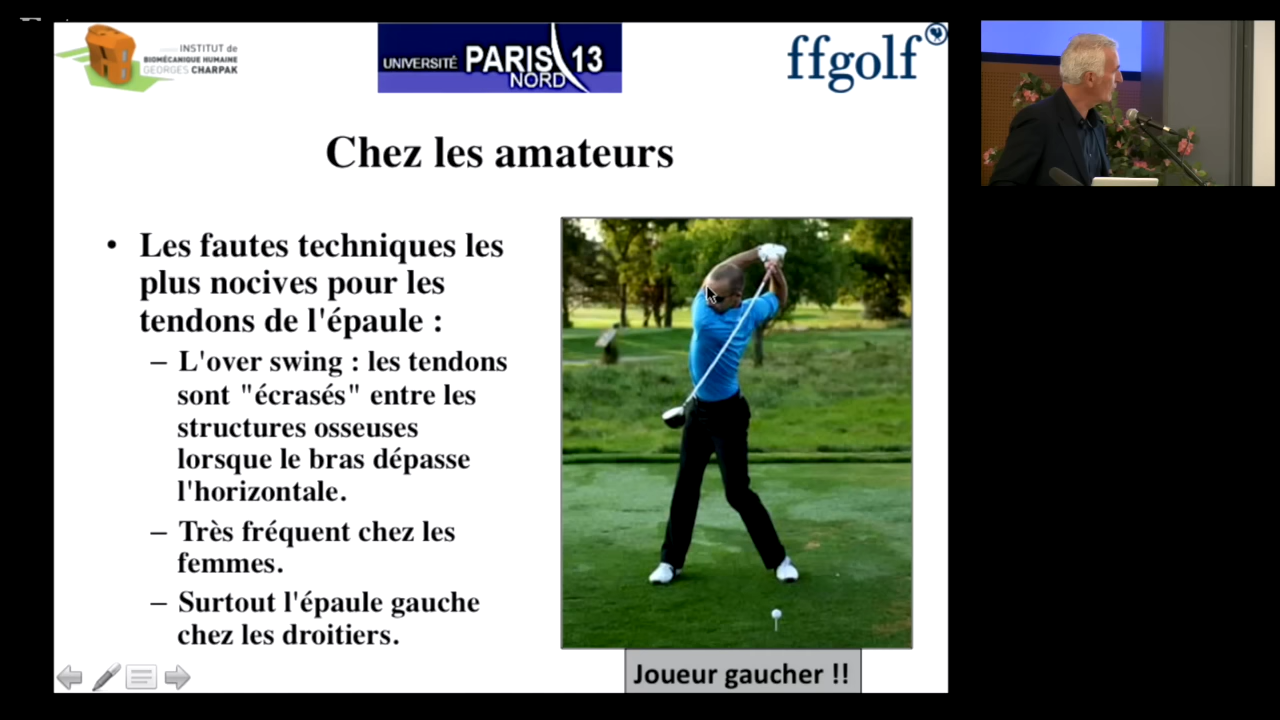 INSTITUT de
BIOMÉCANIQUE HUMAINE
GEORGES CHARPAK
UNIVERSITÉ PARIS 13
NORD
ffgolf
Chez les amateurs
• Les fautes techniques les
plus nocives pour les
tendons de l'épaule :
– L'over swing : les tendons
sont "écrasés" entre les
structures osseuses
lorsque le bras dépasse
l'horizontale.
– Très fréquent chez les
femmes.
– Surtout l'épaule gauche
chez les droitiers.
Joueur gaucher !!